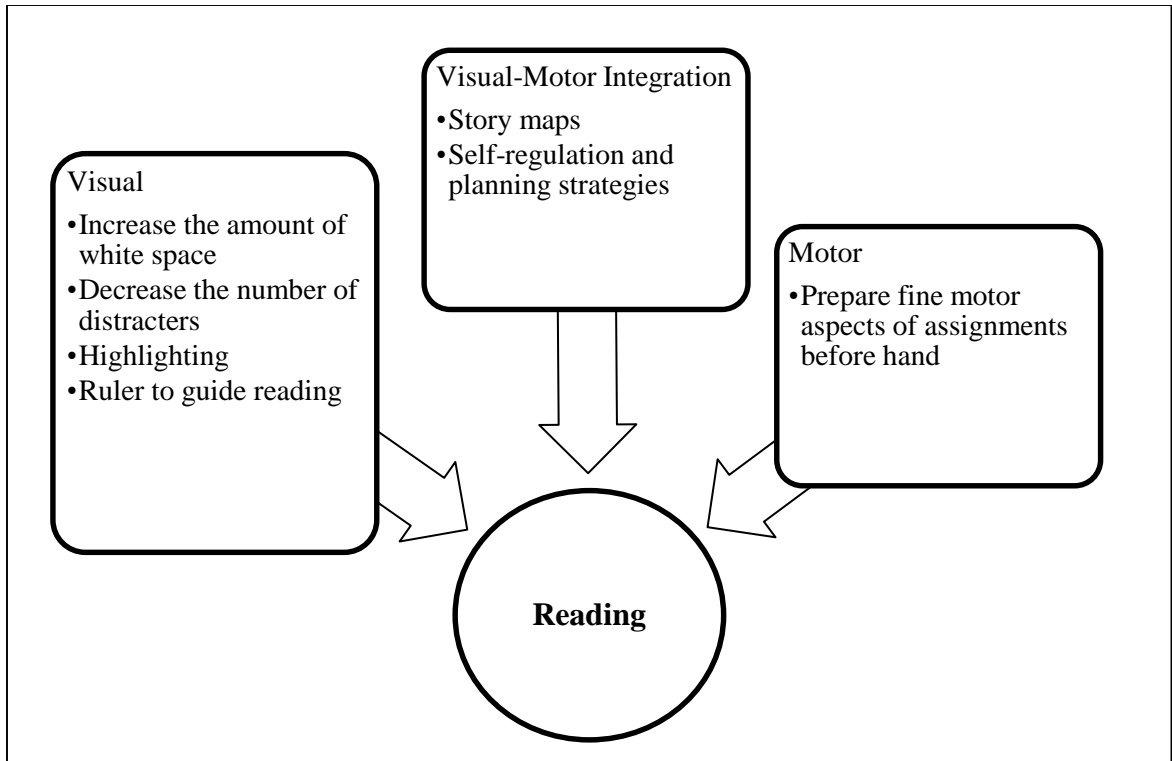 Visual-Motor Integration
•Story maps
•Self-regulation and
planning strategies
Visual
•Increase the amount of
white space
•Decrease the number of
distracters
•Highlighting
•Ruler to guide reading
Motor
•Prepare fine motor
aspects of assignments
before hand
Reading